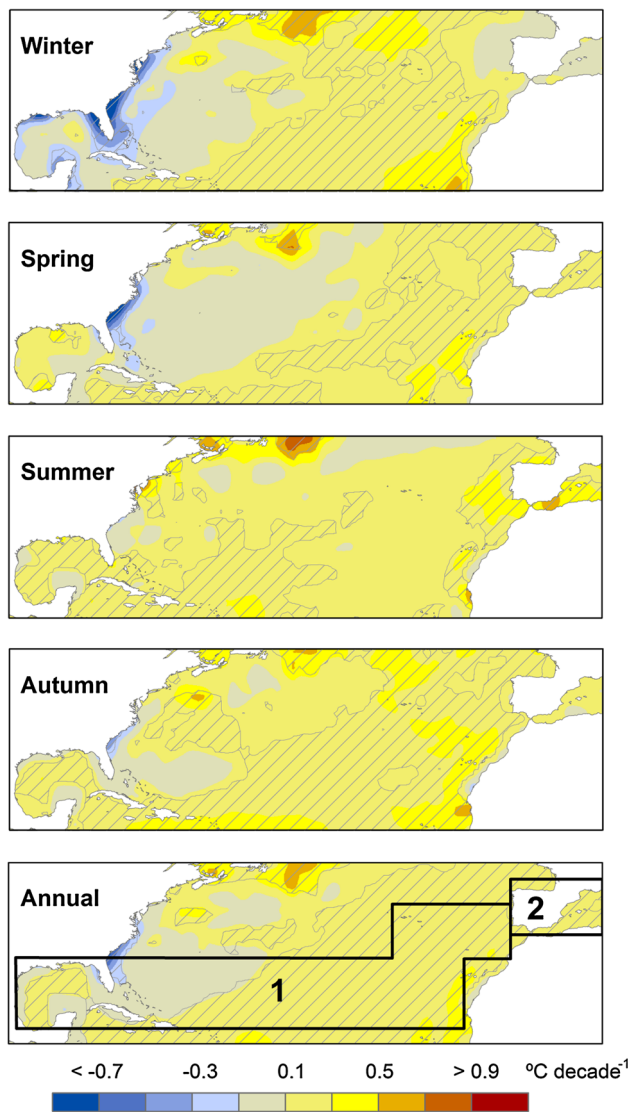 Winter
Spring
Summer
Autumn
Annual
2
1
< -0.7 -0.3 0.1 0.5 > 0.9 ºC decade⁻¹